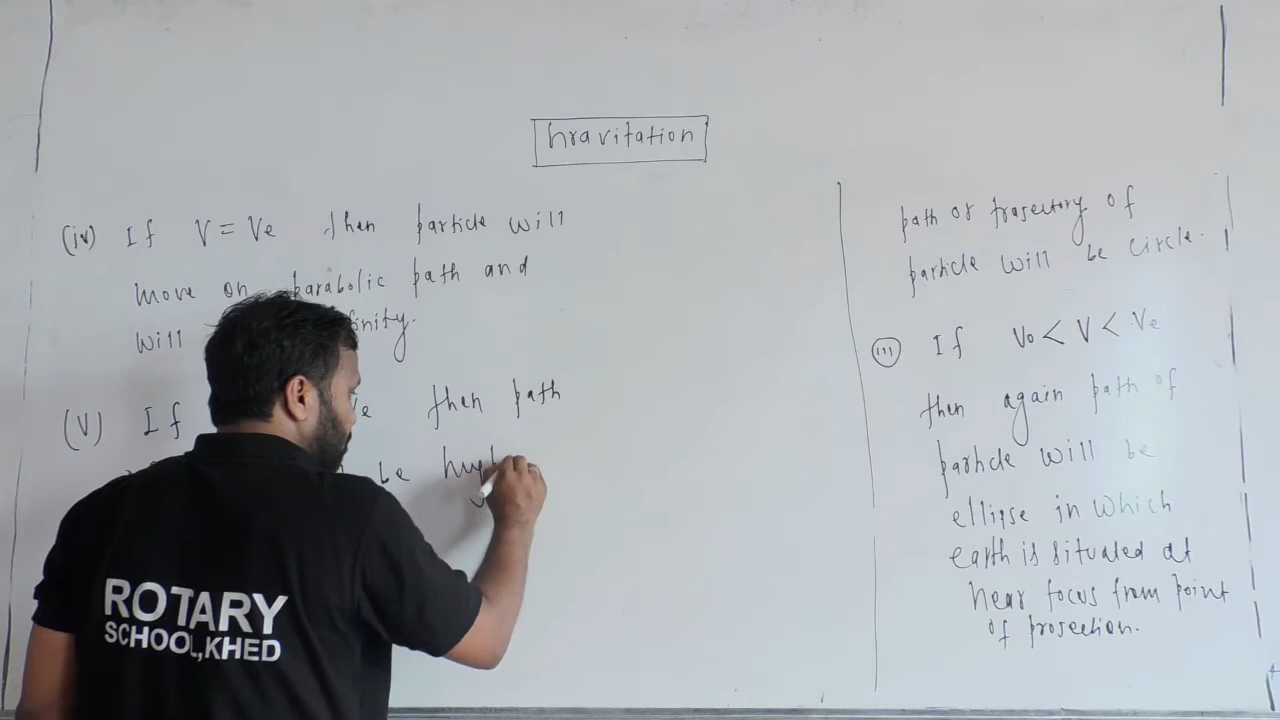 Gravitation
(iv) If V = Ve then particle will
move on parabolic path and
will
(V) If Ve then path
be
path or trajectory of
particle will be circle.
(iii) If Vo < V < Ve
then again path of
particle will be
ellipse in which
earth is situated at
near focus from point
of projection.
ROTARY
SCHOOL,KHED